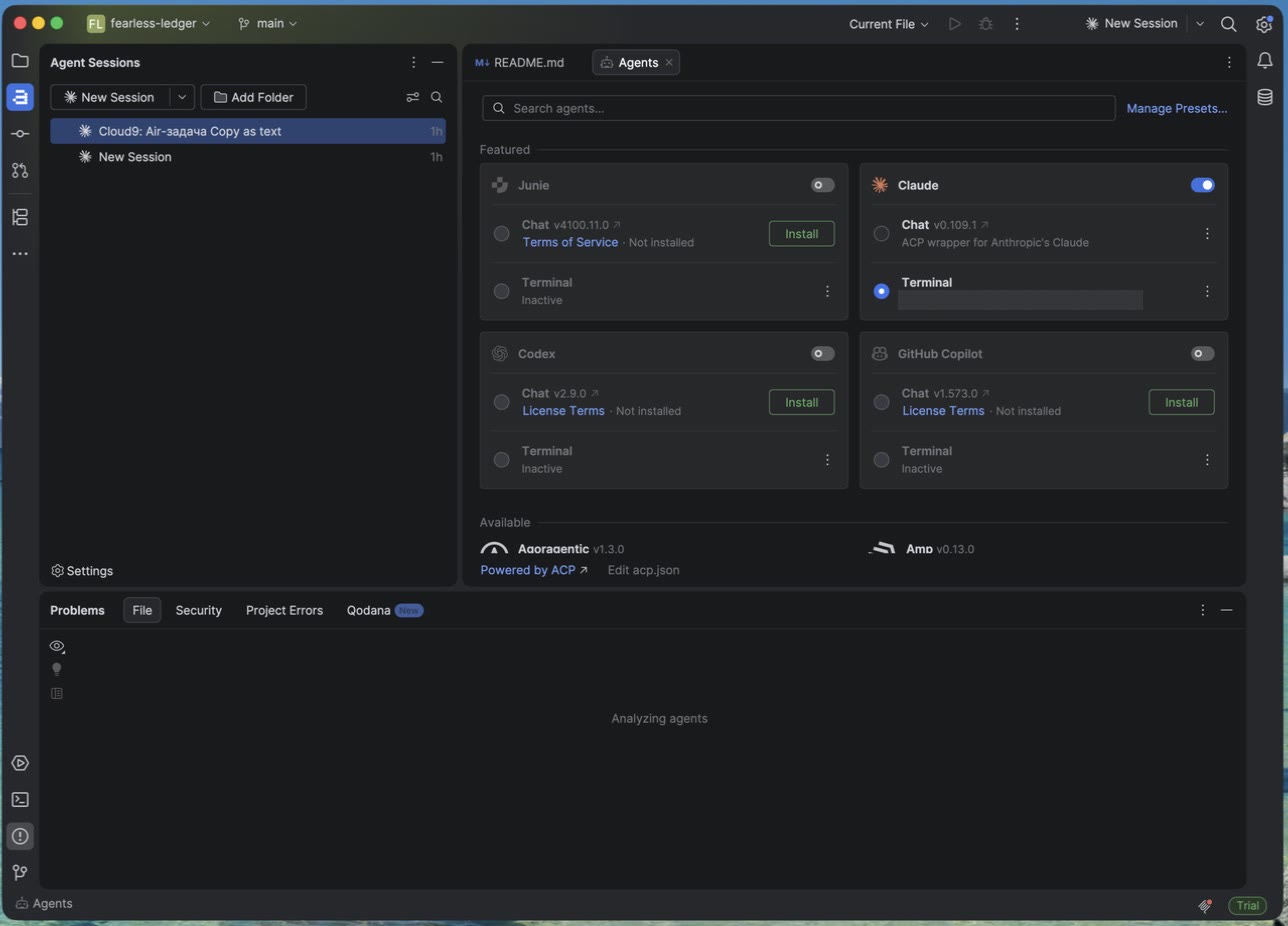 FL fearless-ledger
main
Current File
New Session
Agent Sessions
New Session
Add Folder
Cloud9: Air-задача Copy as text 1h
New Session 1h
Settings
M↓ README.md
Agents
Search agents...
Manage Presets...
Featured
Junie
Chat v4100.11.0 ↗
Terms of Service · Not installed
Install
Terminal
Inactive
Claude
Chat v0.109.1 ↗
ACP wrapper for Anthropic's Claude
Terminal
Codex
Chat v2.9.0 ↗
License Terms · Not installed
Install
Terminal
Inactive
GitHub Copilot
Chat v1.573.0 ↗
License Terms · Not installed
Install
Terminal
Inactive
Available
Agoragentic v1.3.0
Amp v0.13.0
Powered by ACP ↗
Edit acp.json
Problems
File
Security
Project Errors
Qodana New
Analyzing agents
Agents
Trial